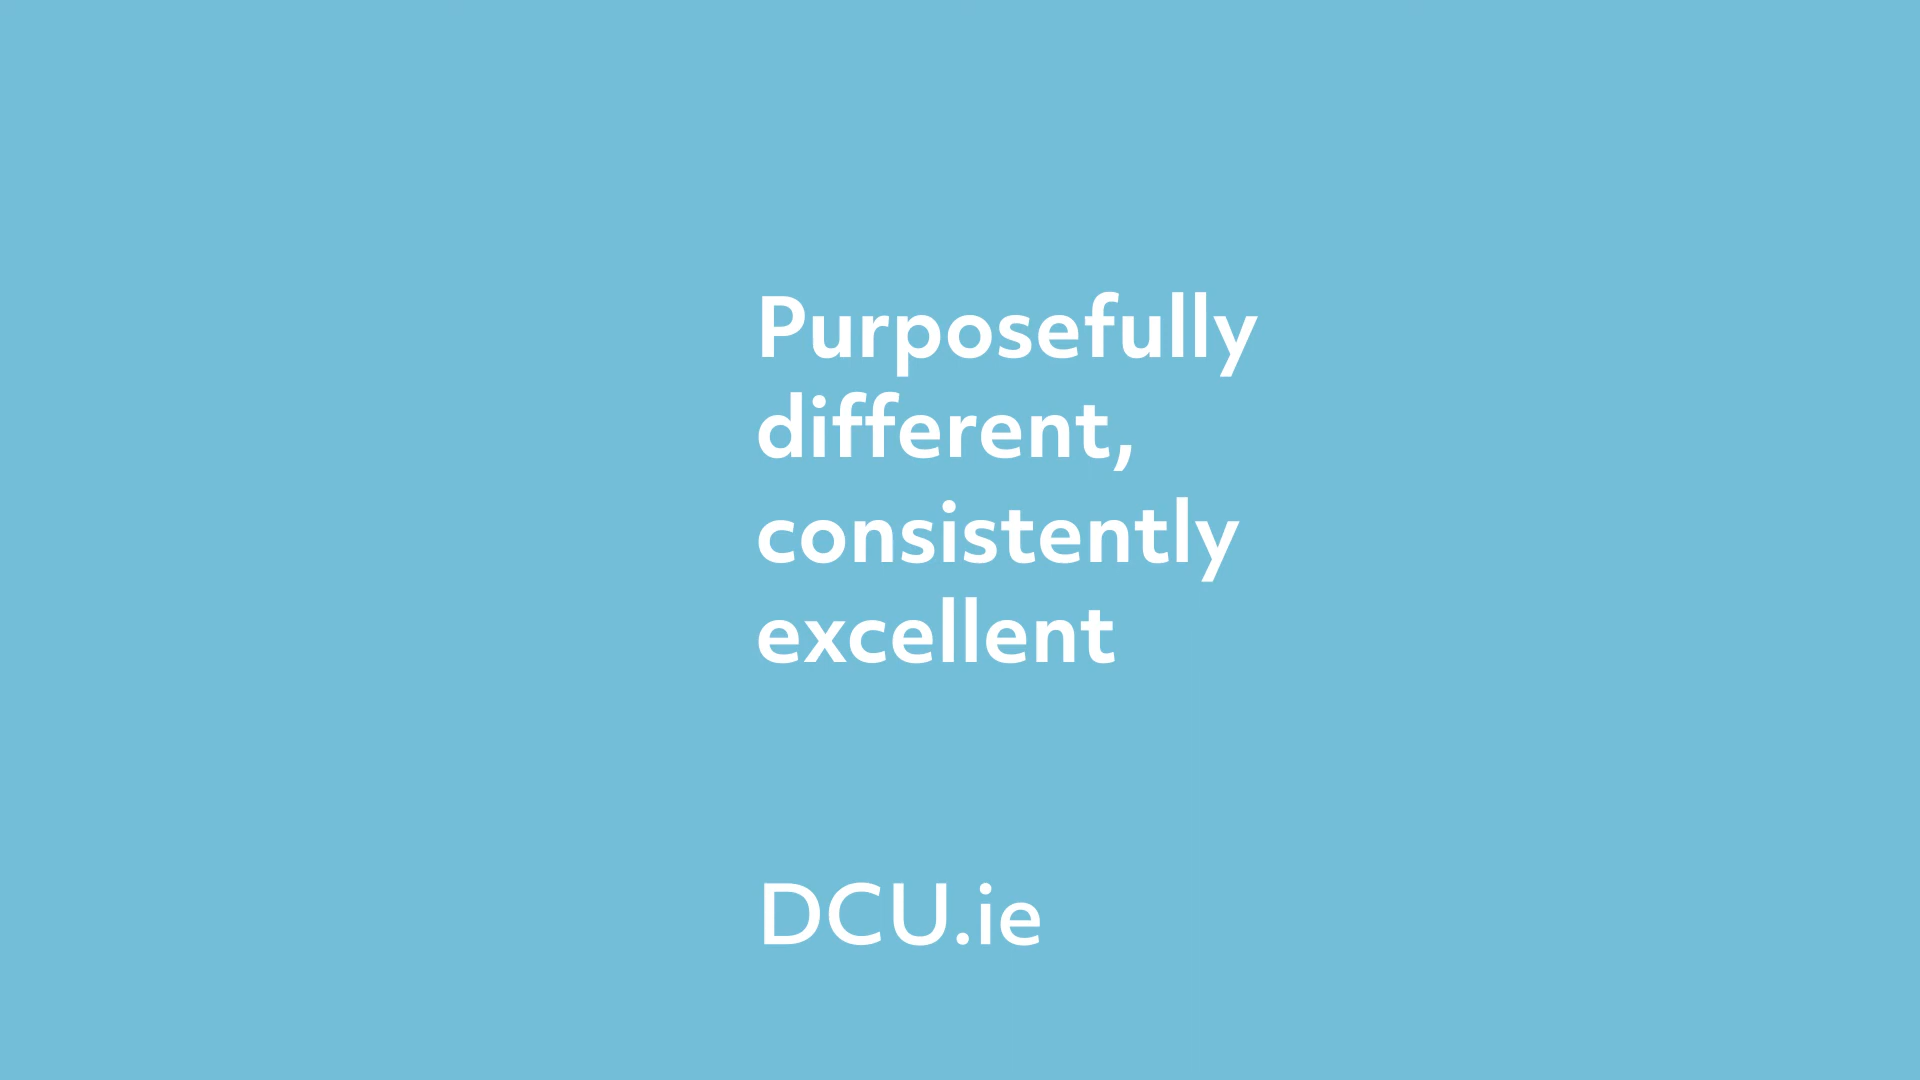 Purposefully
different,
consistently
excellent
DCU.ie